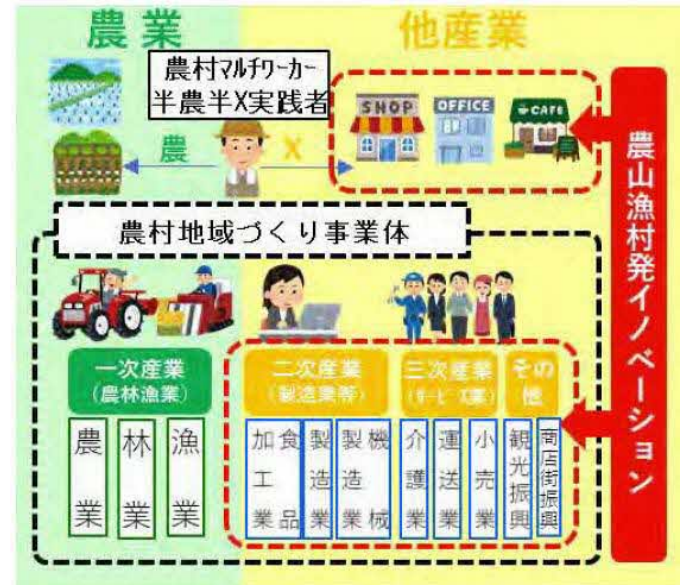 農業
他産業
農村マルチワーカー
半農半X実践者
SHOP
OFFICE
CAFE
農
X
農村地域づくり事業体
一次産業
(農林漁業)
二次産業
(製造業等)
三次産業
(サービス業)
その他
農業
林業
漁業
食品加工業
製造業
機械製造業
介護業
運送業
小売業
観光振興
商店街振興
農山漁村発イノベーション